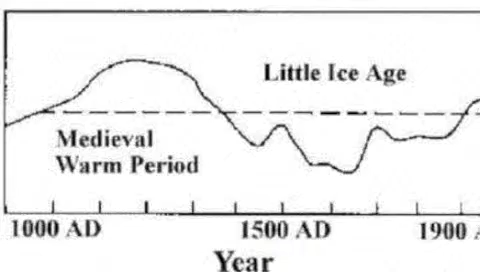 Little Ice Age
Medieval
Warm Period
1000 AD 1500 AD 1900 A
Year